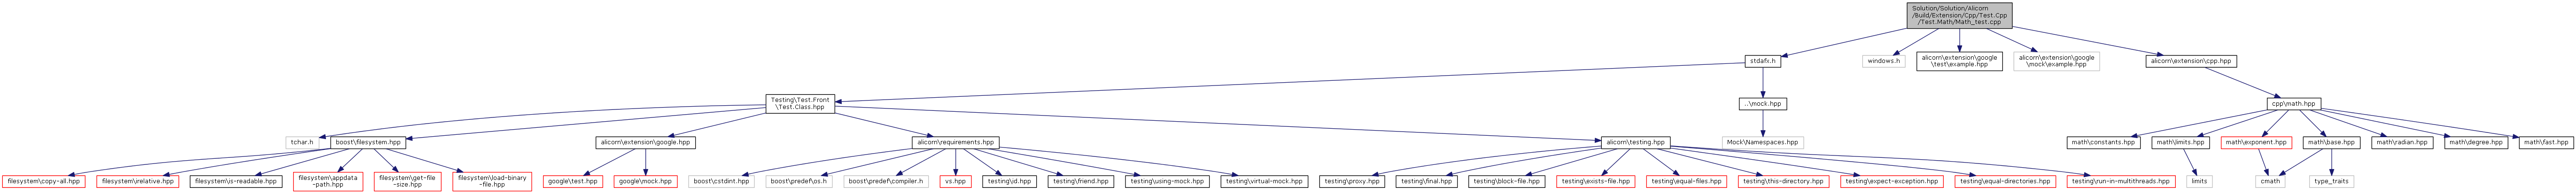 Solution/Solution/Alicorn
/Build/Extension/Cpp/Test.Cpp
/Test.Math/Math_test.cpp
stdafx.h
windows.h
alicorn\extension\google
\test\example.hpp
alicorn\extension\google
\mock\example.hpp
alicorn\extension\cpp.hpp
Testing\Test.Front
\Test.Class.hpp
..\mock.hpp
cpp\math.hpp
tchar.h
boost\filesystem.hpp
alicorn\extension\google.hpp
alicorn\requirements.hpp
alicorn\testing.hpp
Mock\Namespaces.hpp
math\constants.hpp
math\limits.hpp
math\exponent.hpp
math\base.hpp
math\radian.hpp
math\degree.hpp
math\fast.hpp
filesystem\copy-all.hpp
filesystem\relative.hpp
filesystem\is-readable.hpp
filesystem\appdata
-path.hpp
filesystem\get-file
-size.hpp
filesystem\load-binary
-file.hpp
google\test.hpp
google\mock.hpp
boost\cstdint.hpp
boost\predef\os.h
boost\predef\compiler.h
vs.hpp
testing\id.hpp
testing\friend.hpp
testing\using-mock.hpp
testing\virtual-mock.hpp
testing\proxy.hpp
testing\final.hpp
testing\block-file.hpp
testing\exists-file.hpp
testing\equal-files.hpp
testing\this-directory.hpp
testing\expect-exception.hpp
testing\equal-directories.hpp
testing\run-in-multithreads.hpp
limits
cmath
type_traits